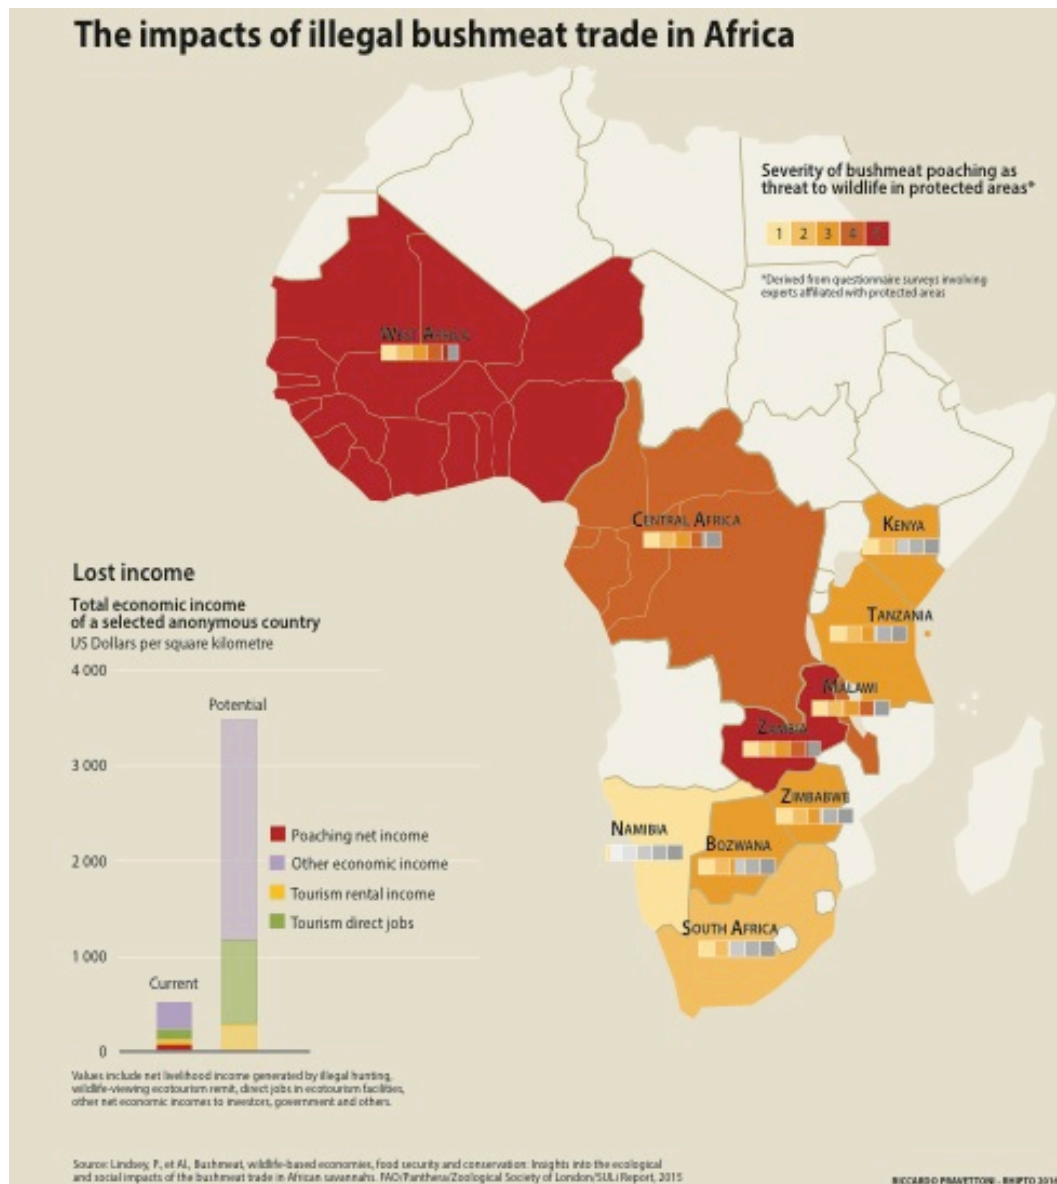 The impacts of illegal bushmeat trade in Africa
Severity of bushmeat poaching as
threat to wildlife in protected areas*
1 2 3 4
*Derived from questionnaire surveys involving
experts affiliated with protected areas
West Africa
Central Africa
Kenya
Tanzania
Malawi
Zambia
Zimbabwe
Namibia
Bozwana
South Africa
Lost income
Total economic income
of a selected anonymous country
US Dollars per square kilometre
4 000
Potential
3 000
Poaching net income
2 000
Other economic income
Tourism rental income
Tourism direct jobs
1 000
Current
0
Values include net livelihood income generated by illegal hunting,
wildlife-viewing ecotourism remit, direct jobs in ecotourism facilities,
other net economic incomes to investors, government and others.
Source: Lindsey, P., et Al., Bushmeat, wildlife-based economies, food security and conservation: Insights into the ecological
and social impacts of the bushmeat trade in African savannahs. FAO/Panthera/Zoological Society of London/SULi Report, 2015
RICCARDO PRAVETTONI - RHIPTO